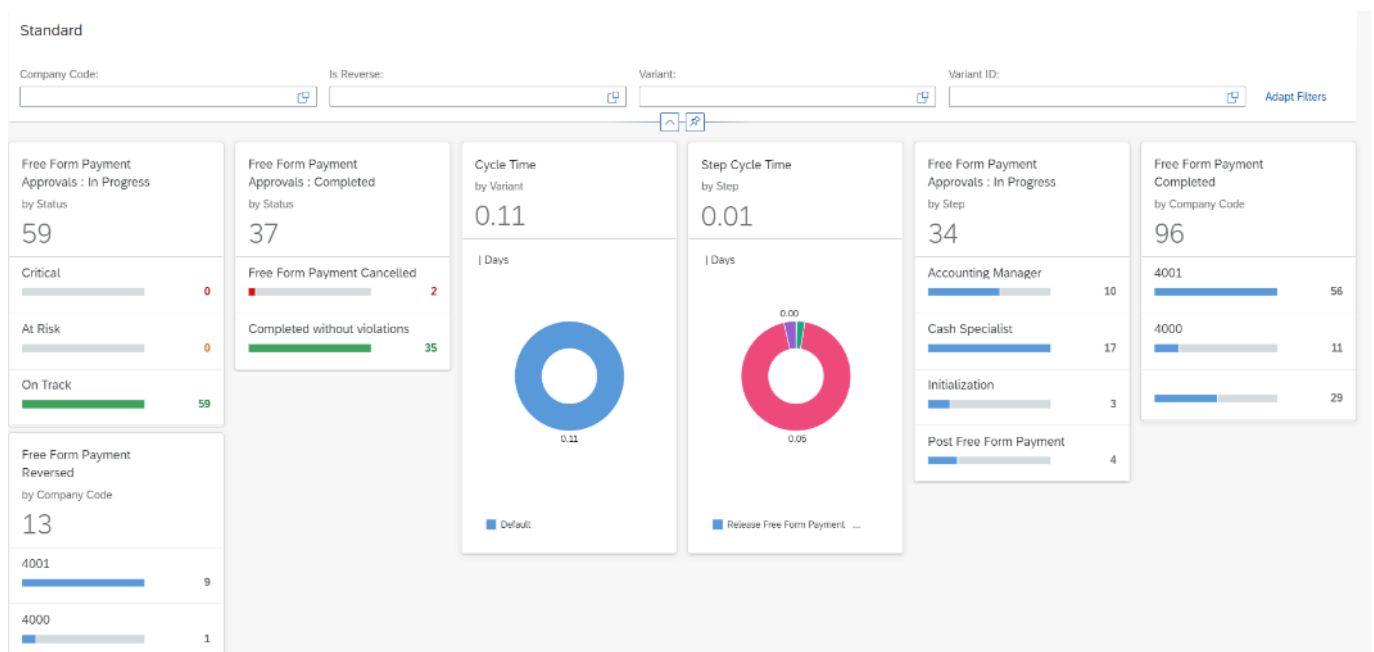 Standard
Company Code:
Is Reverse:
Variant:
Variant ID:
Adapt Filters
Free Form Payment
Approvals : In Progress
by Status
59
Critical
0
At Risk
0
On Track
59
Free Form Payment
Approvals : Completed
by Status
37
Free Form Payment Cancelled
2
Completed without violations
35
Cycle Time
by Variant
0.11
| Days
0.11
Default
Step Cycle Time
by Step
0.01
| Days
0.00
0.05
Release Free Form Payment ...
Free Form Payment
Approvals : In Progress
by Step
34
Accounting Manager
10
Cash Specialist
17
Initialization
3
Post Free Form Payment
4
Free Form Payment
Completed
by Company Code
96
4001
56
4000
11
29
Free Form Payment
Reversed
by Company Code
13
4001
9
4000
1